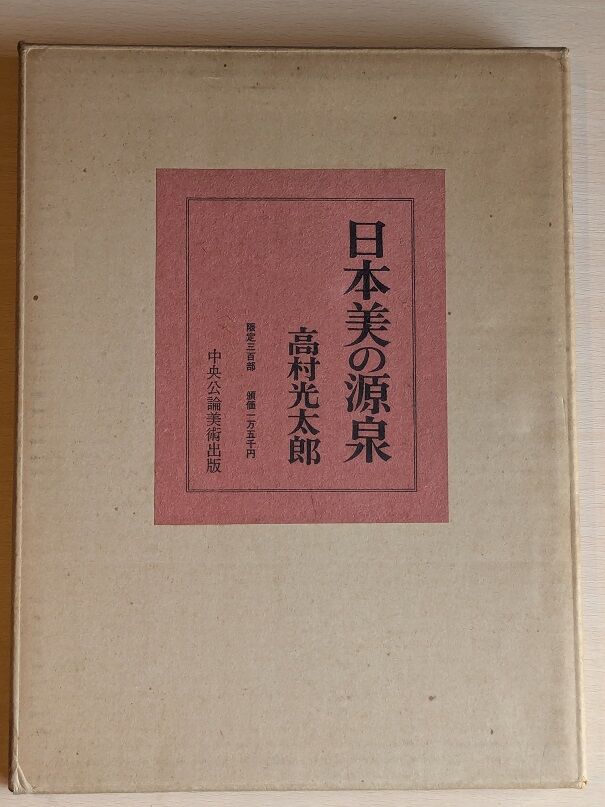 日本美の源泉
高村光太郎
限定三百部　頒価一万五千円
中央公論美術出版